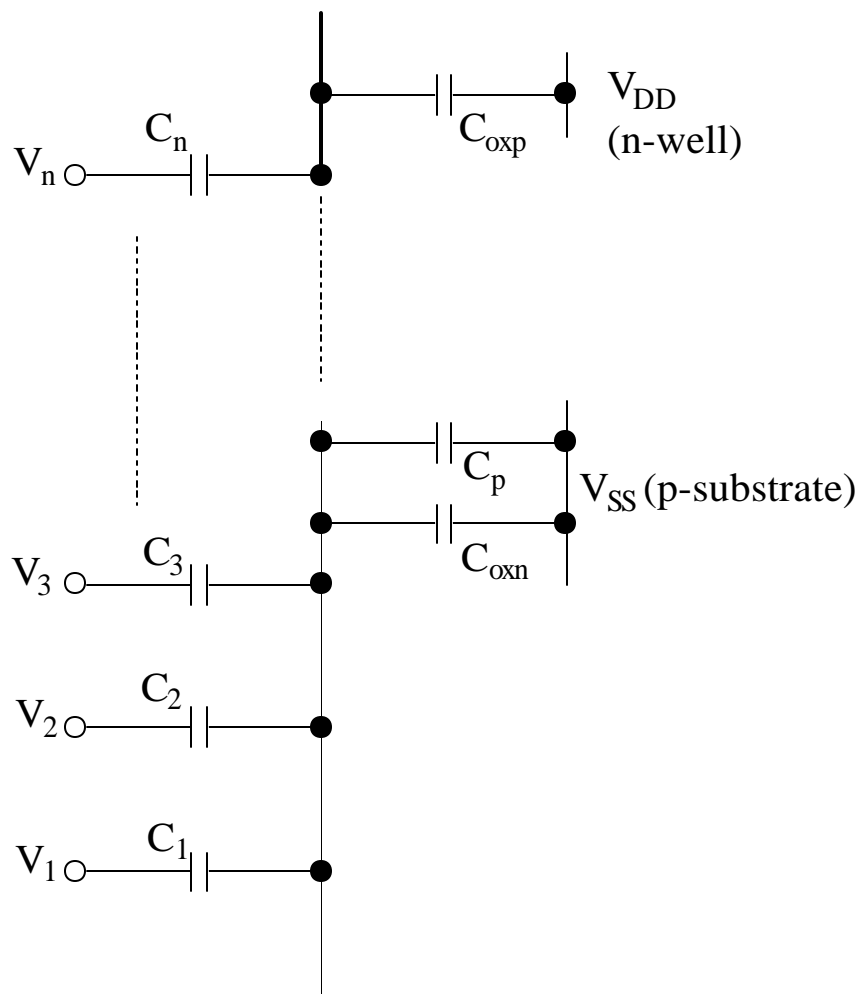 V_DD
C_n
C_oxp
(n-well)
V_n
C_p
V_SS (p-substrate)
C_3
C_oxn
V_3
C_2
V_2
C_1
V_1